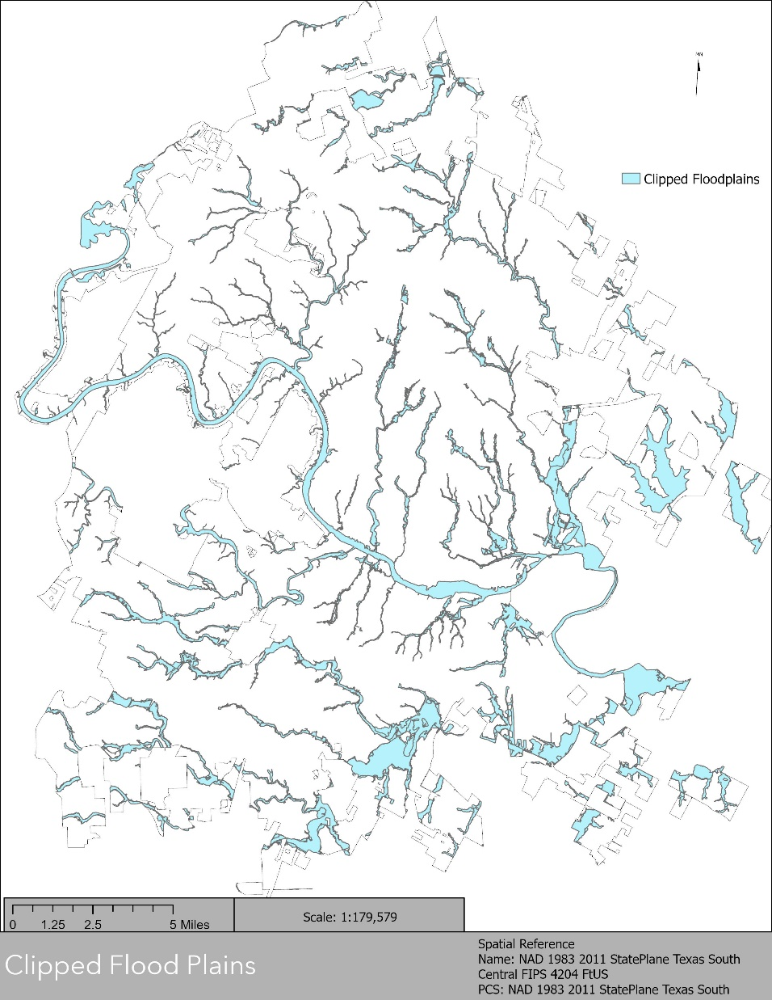 MN
Clipped Floodplains
0 1.25 2.5 5 Miles
Scale: 1:179,579
Clipped Flood Plains
Spatial Reference
Name: NAD 1983 2011 StatePlane Texas South
Central FIPS 4204 FtUS
PCS: NAD 1983 2011 StatePlane Texas South